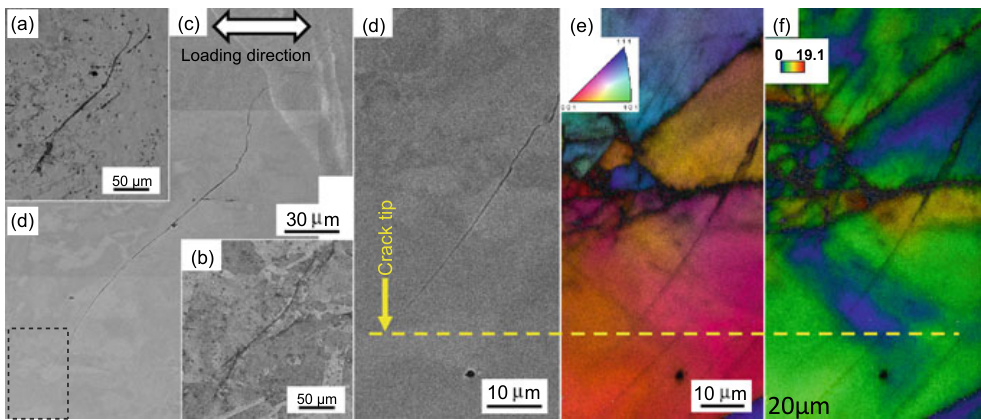 (a)
50 µm
(c)
Loading direction
30 µm
(d)
(b)
50 µm
(d)
Crack tip
10 µm
(e)
111
001
101
10 µm
(f)
0 19.1
20µm